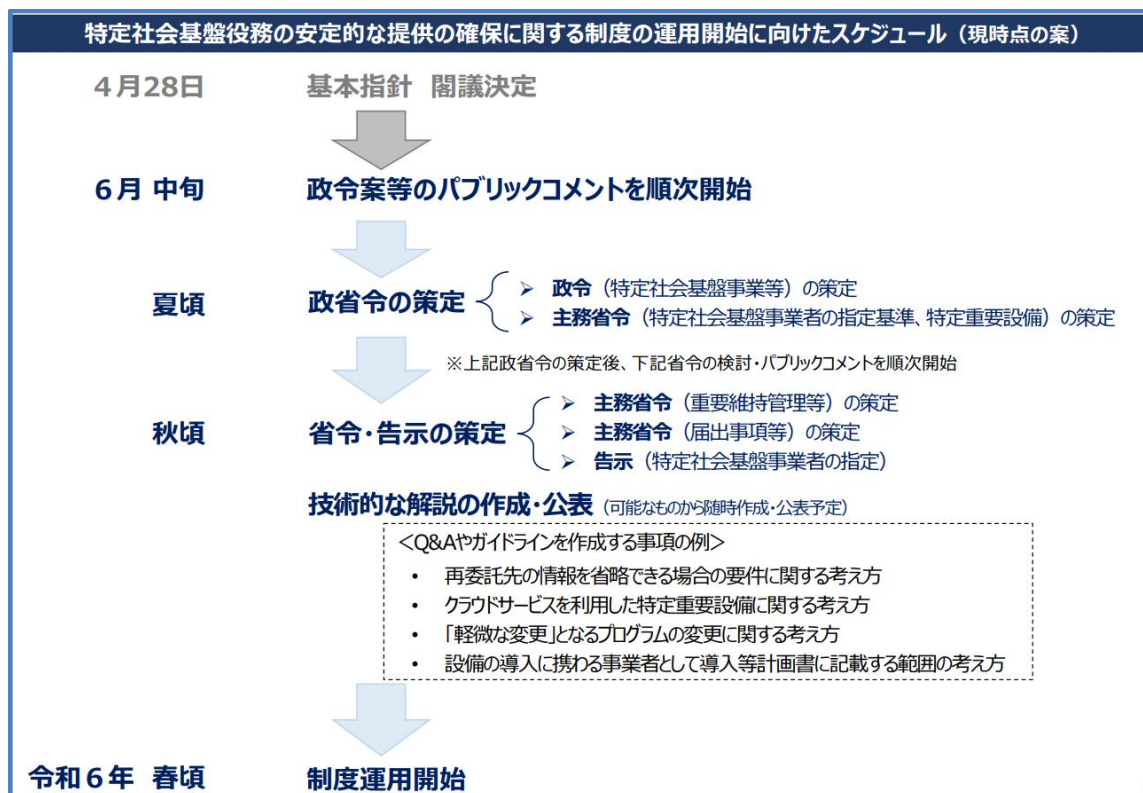 特定社会基盤役務の安定的な提供の確保に関する制度の運用開始に向けたスケジュール（現時点の案）
４月28日 基本指針 閣議決定
６月 中旬 政令案等のパブリックコメントを順次開始
夏頃 政省令の策定
➢ 政令（特定社会基盤事業等）の策定
➢ 主務省令（特定社会基盤事業者の指定基準、特定重要設備）の策定
※上記政省令の策定後、下記省令の検討・パブリックコメントを順次開始
秋頃 省令・告示の策定
➢ 主務省令（重要維持管理等）の策定
➢ 主務省令（届出事項等）の策定
➢ 告示（特定社会基盤事業者の指定）
技術的な解説の作成・公表（可能なものから随時作成・公表予定）
＜Q&Aやガイドラインを作成する事項の例＞
• 再委託先の情報を省略できる場合の要件に関する考え方
• クラウドサービスを利用した特定重要設備に関する考え方
• 「軽微な変更」となるプログラムの変更に関する考え方
• 設備の導入に携わる事業者として導入等計画書に記載する範囲の考え方
令和６年 春頃 制度運用開始